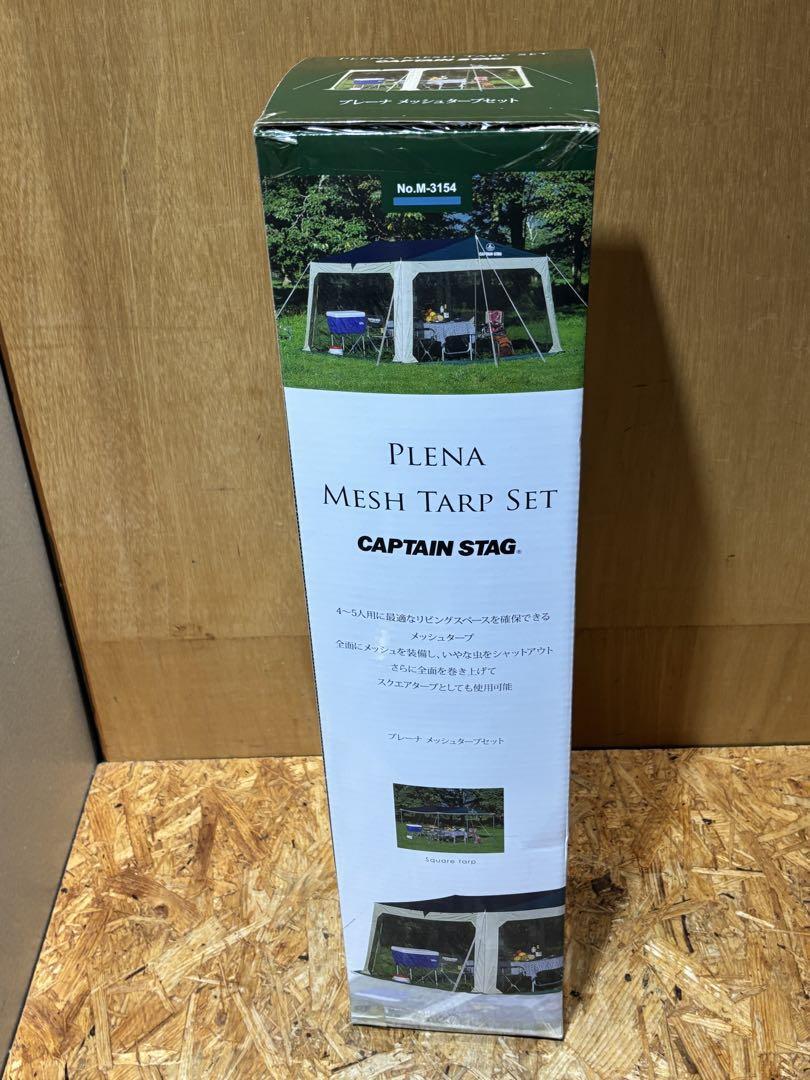 PLENA MESH TARP SET
CAPTAIN STAG
プレーナ メッシュタープセット
No.M-3154
CAPTAIN STAG
PLENA
MESH TARP SET
CAPTAIN STAG
4〜5人用に最適なリビングスペースを確保できる
メッシュタープ
全面にメッシュを装備し、いやな虫をシャットアウト
さらに全面を巻き上げて
スクエアタープとしても使用可能
プレーナ メッシュタープセット
Square tarp